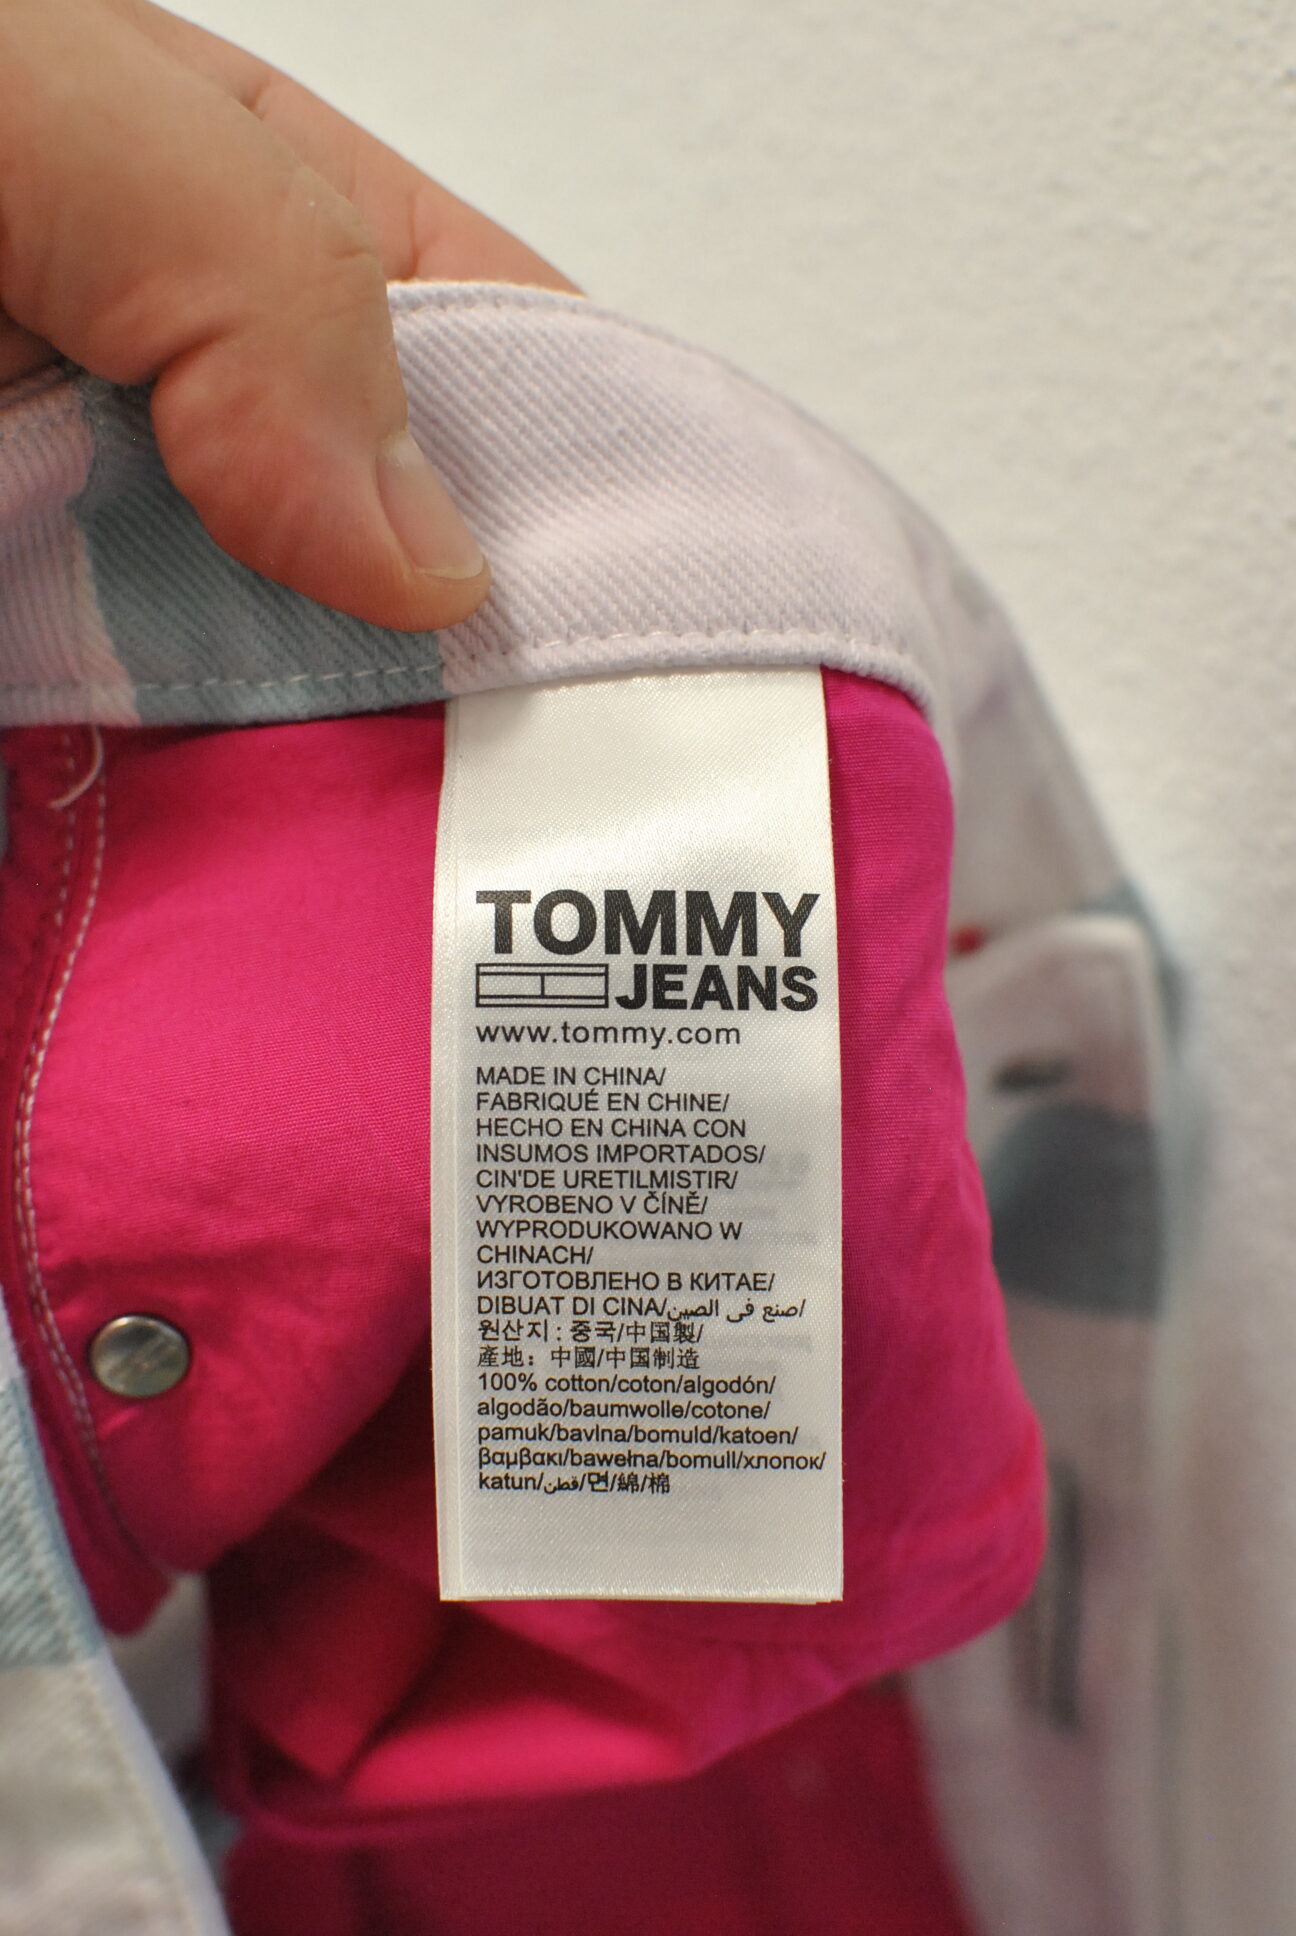 TOMMY
JEANS
www.tommy.com
MADE IN CHINA/
FABRIQUÉ EN CHINE/
HECHO EN CHINA CON
INSUMOS IMPORTADOS/
CIN'DE URETILMISTIR/
VYROBENO V ČÍNĚ/
WYPRODUKOWANO W
CHINACH/
ИЗГОТОВЛЕНО В КИТАЕ/
DIBUAT DI CINA/صنع في الصين/
원산지 : 중국/中国製/
產地：中國/中国制造
100% cotton/coton/algodón/
algodão/baumwolle/cotone/
pamuk/bavlna/bomuld/katoen/
βαμβακι/bawełna/bomull/хлопок/
katun/قطن/면/綿/棉